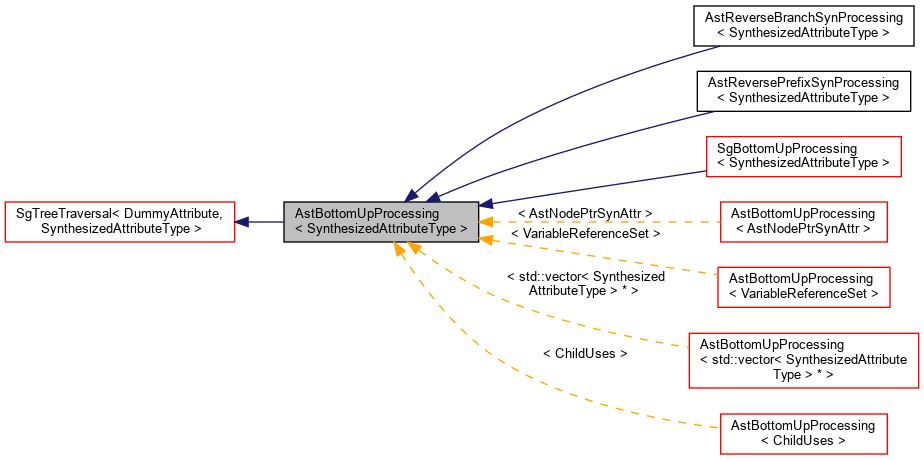 AstReverseBranchSynProcessing
< SynthesizedAttributeType >
AstReversePrefixSynProcessing
< SynthesizedAttributeType >
SgBottomUpProcessing
< SynthesizedAttributeType >
SgTreeTraversal< DummyAttribute,
SynthesizedAttributeType >
AstBottomUpProcessing
< SynthesizedAttributeType >
< AstNodePtrSynAttr >
AstBottomUpProcessing
< AstNodePtrSynAttr >
< VariableReferenceSet >
AstBottomUpProcessing
< VariableReferenceSet >
< std::vector< Synthesized
AttributeType > * >
AstBottomUpProcessing
< std::vector< SynthesizedAttribute
Type > * >
< ChildUses >
AstBottomUpProcessing
< ChildUses >